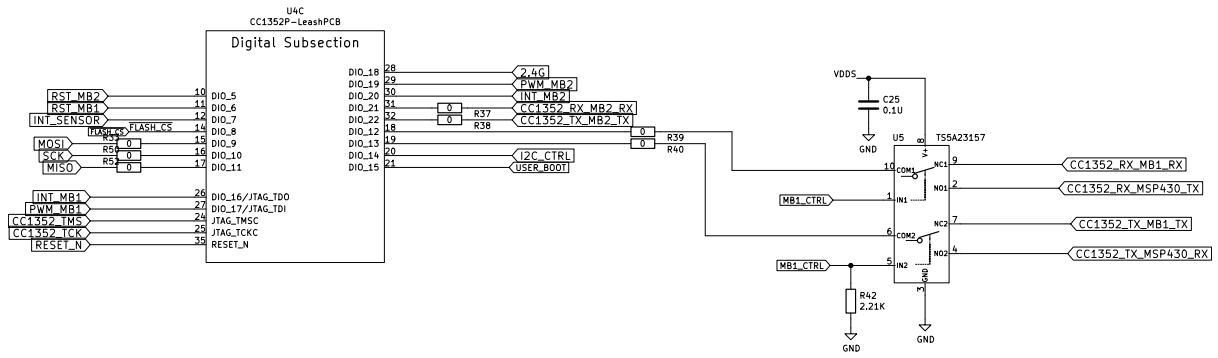 U4C
CC1352P-LeashPCB
Digital Subsection
RST_MB2 10 DIO_5
RST_MB1 11 DIO_6
INT_SENSOR 12 DIO_7
FLASH_CS FLASH_CS 14 DIO_8
R53
MOSI 0 15 DIO_9
R50
SCK 0 16 DIO_10
R52
MISO 0 17 DIO_11
INT_MB1 26 DIO_16/JTAG_TDO
PWM_MB1 27 DIO_17/JTAG_TDI
CC1352_TMS 24 JTAG_TMSC
CC1352_TCK 25 JTAG_TCKC
RESET_N 35 RESET_N
DIO_18 28 2.4G
DIO_19 29 PWM_MB2
DIO_20 30 INT_MB2
DIO_21 31 0 R37 CC1352_RX_MB2_RX
DIO_22 32 0 R38 CC1352_TX_MB2_TX
DIO_12 18 0 R39
DIO_13 19 0 R40
DIO_14 20 I2C_CTRL
DIO_15 21 USER_BOOT
VDDS
C25
0.1U
GND
U5 TS5A23157
8 V+
10 COM1
NC1 9 CC1352_RX_MB1_RX
NO1 2 CC1352_RX_MSP430_TX
MB1_CTRL 1 IN1
NC2 7 CC1352_TX_MB1_TX
6 COM2
NO2 4 CC1352_TX_MSP430_RX
MB1_CTRL 5 IN2
GND 3
R42
2.21K
GND
GND